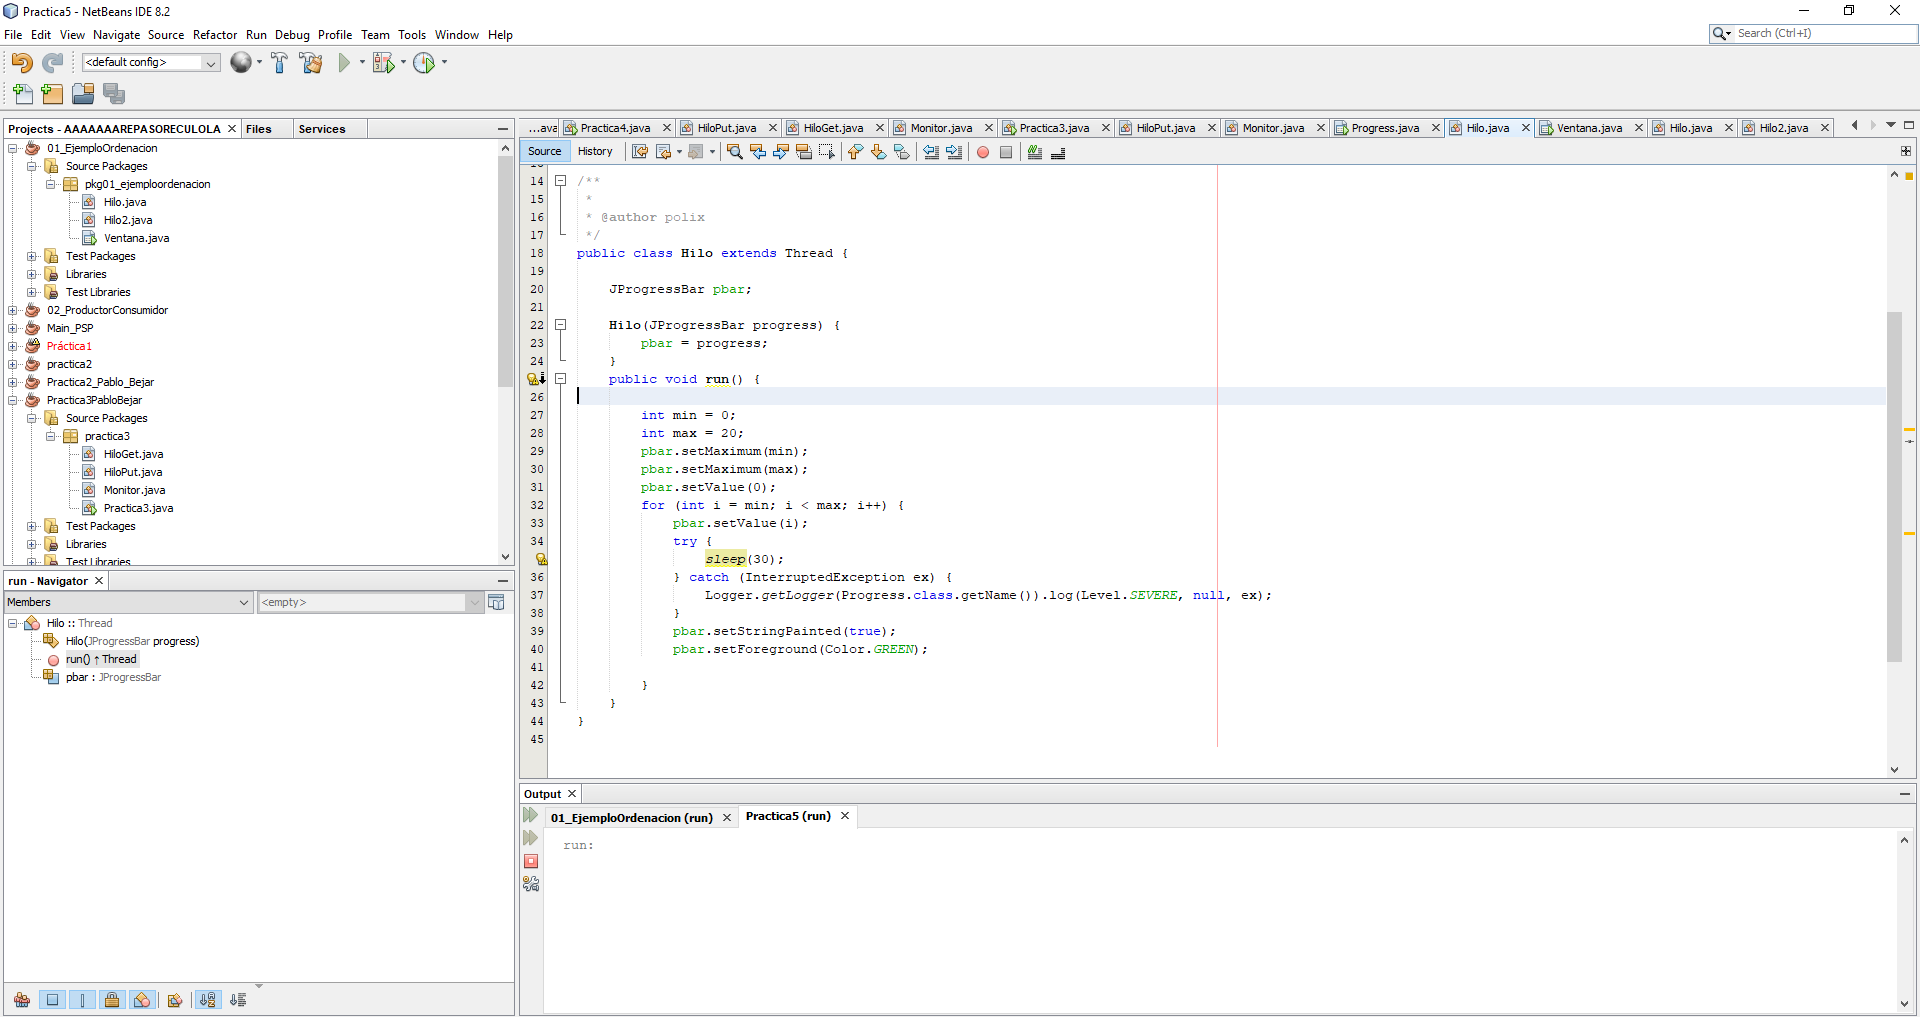 Practica5 - NetBeans IDE 8.2
File Edit View Navigate Source Refactor Run Debug Profile Team Tools Window Help
Search (Ctrl+I)
<default config>
Projects - AAAAAAAREPASORECULOLA Files Services
01_EjemploOrdenacion
Source Packages
pkg01_ejemploordenacion
Hilo.java
Hilo2.java
Ventana.java
Test Packages
Libraries
Test Libraries
02_ProductorConsumidor
Main_PSP
Práctica1
practica2
Practica2_Pablo_Bejar
Practica3PabloBejar
Source Packages
practica3
HiloGet.java
HiloPut.java
Monitor.java
Practica3.java
Test Packages
Libraries
Test Libraries
run - Navigator
Members
<empty>
Hilo :: Thread
Hilo(JProgressBar progress)
run() ↑ Thread
pbar : JProgressBar
...ava Practica4.java HiloPut.java HiloGet.java Monitor.java Practica3.java HiloPut.java Monitor.java Progress.java Hilo.java Ventana.java Hilo.java Hilo2.java
Source History
14 /**
15 *
16 * @author polix
17 */
18 public class Hilo extends Thread {
19
20 JProgressBar pbar;
21
22 Hilo(JProgressBar progress) {
23 pbar = progress;
24 }
public void run() {
26
27 int min = 0;
28 int max = 20;
29 pbar.setMaximum(min);
30 pbar.setMaximum(max);
31 pbar.setValue(0);
32 for (int i = min; i < max; i++) {
33 pbar.setValue(i);
34 try {
sleep(30);
36 } catch (InterruptedException ex) {
37 Logger.getLogger(Progress.class.getName()).log(Level.SEVERE, null, ex);
38 }
39 pbar.setStringPainted(true);
40 pbar.setForeground(Color.GREEN);
41
42 }
43 }
44 }
45
Output
01_EjemploOrdenacion (run) Practica5 (run)
run: